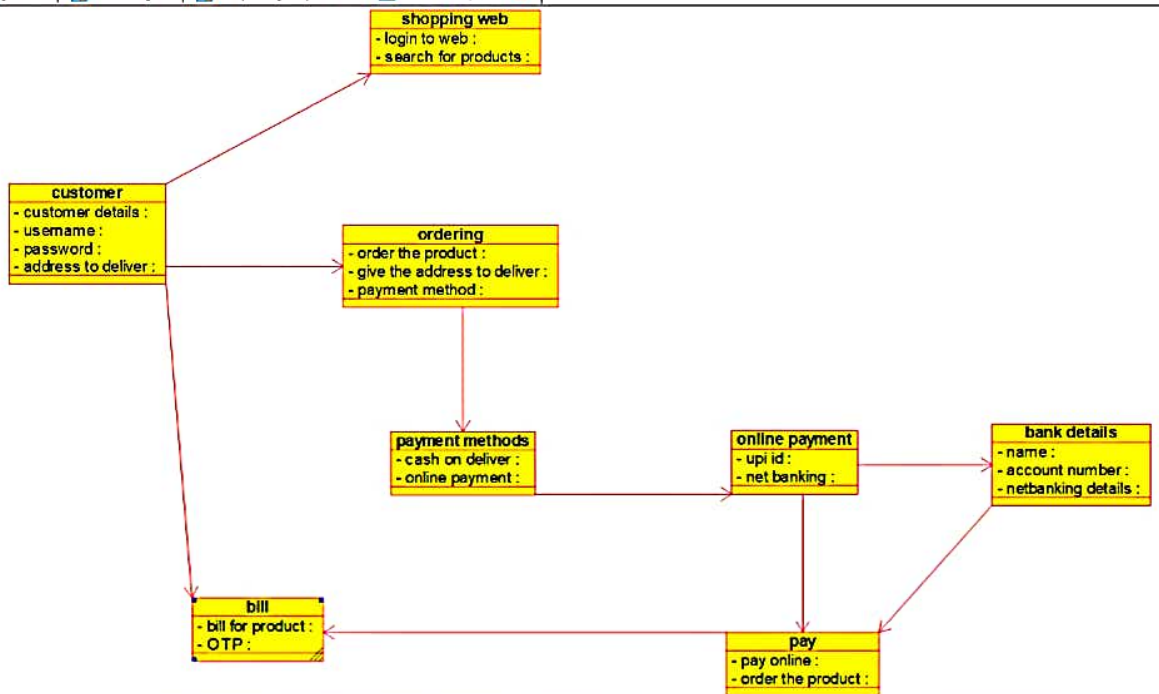 shopping web
- login to web :
- search for products :
customer
- customer details :
- username :
- password :
- address to deliver :
ordering
- order the product :
- give the address to deliver :
- payment method :
payment methods
- cash on deliver :
- online payment :
online payment
- upi id :
- net banking :
bank details
- name :
- account number :
- netbanking details :
bill
- bill for product :
- OTP :
pay
- pay online :
- order the product :